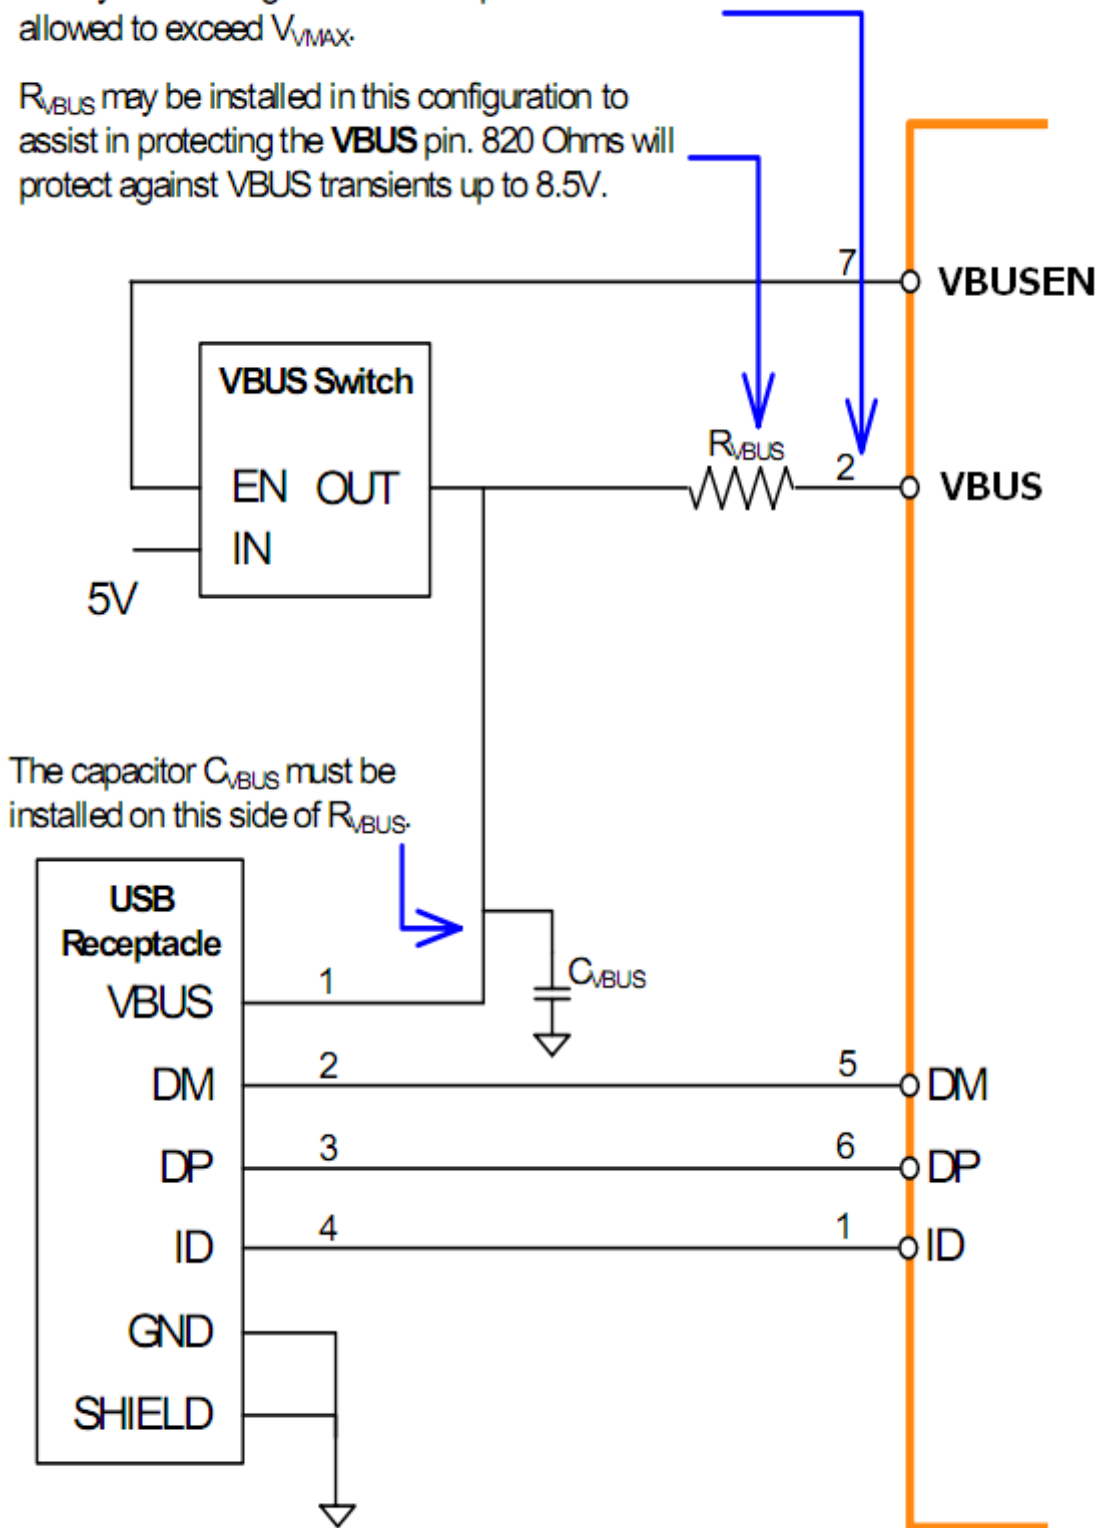 allowed to exceed VVMAX.
RVBUS may be installed in this configuration to
assist in protecting the VBUS pin. 820 Ohms will
protect against VBUS transients up to 8.5V.
7
VBUSEN
VBUS Switch
RVBUS
2
EN OUT
VBUS
IN
5V
The capacitor CVBUS must be
installed on this side of RVBUS.
USB
Receptacle
1
CVBUS
VBUS
2
5
DM
DM
3
6
DP
DP
4
1
ID
ID
GND
SHIELD